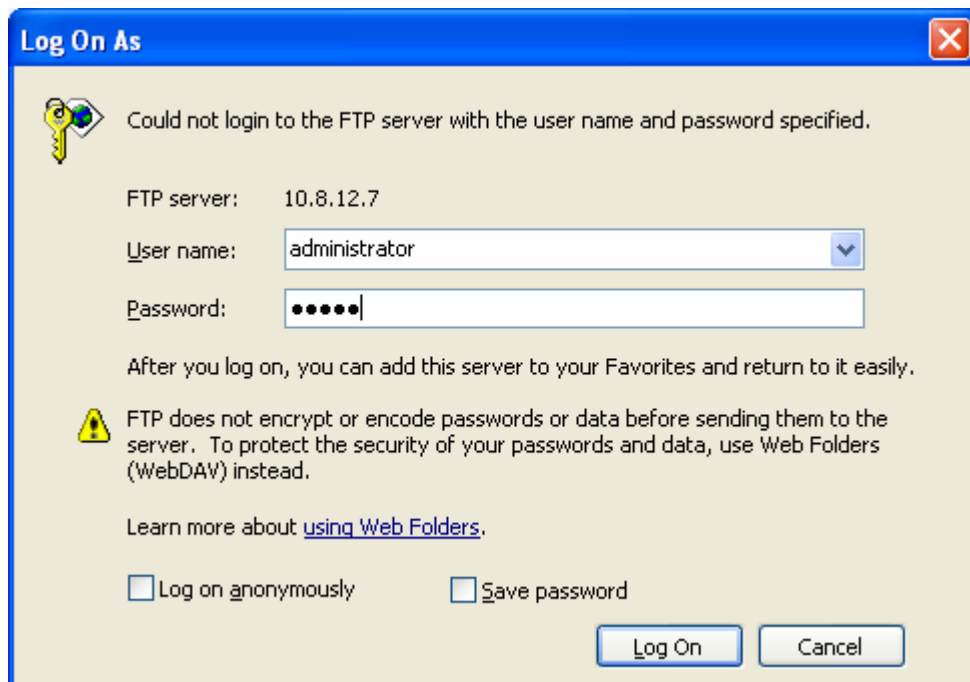 Log On As
Could not login to the FTP server with the user name and password specified.
FTP server: 10.8.12.7
User name: administrator
Password: ●●●●●
After you log on, you can add this server to your Favorites and return to it easily.
FTP does not encrypt or encode passwords or data before sending them to the
server. To protect the security of your passwords and data, use Web Folders
(WebDAV) instead.
Learn more about using Web Folders.
Log on anonymously Save password
Log On Cancel